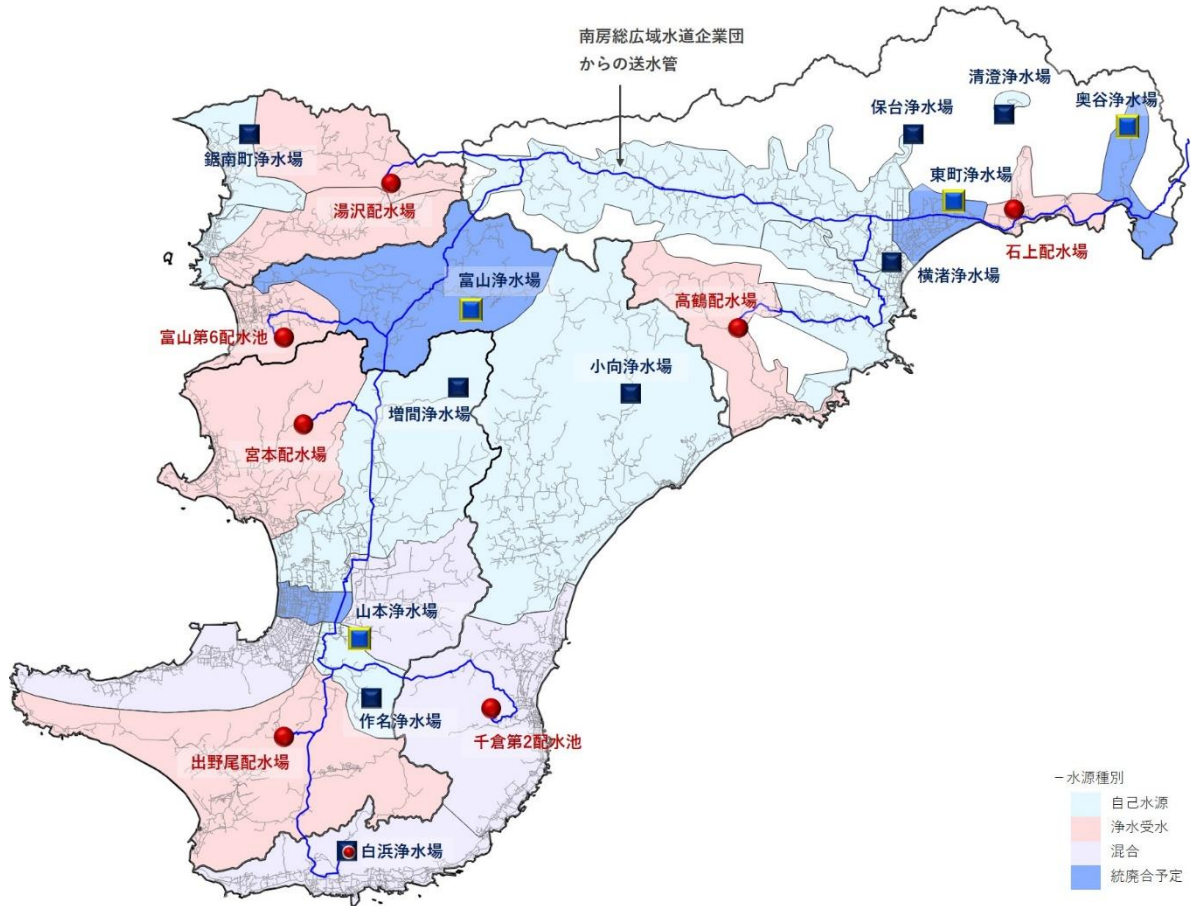 南房総広域水道企業団
からの送水管
清澄浄水場
奥谷浄水場
保台浄水場
鋸南町浄水場
東町浄水場
湯沢配水場
石上配水場
横渚浄水場
富山浄水場
高鶴配水場
富山第6配水池
小向浄水場
増間浄水場
宮本配水場
山本浄水場
作名浄水場
千倉第2配水池
出野尾配水場
白浜浄水場
水源種別
自己水源
浄水受水
混合
統廃合予定